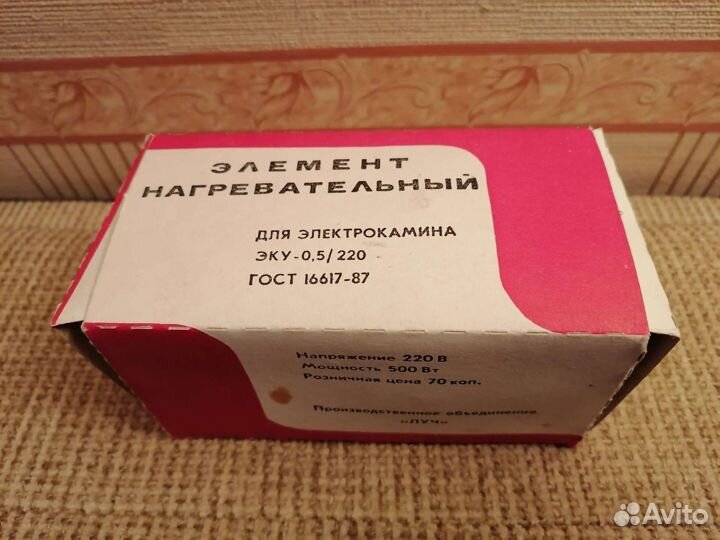 ЭЛЕМЕНТ
НАГРЕВАТЕЛЬНЫЙ
ДЛЯ ЭЛЕКТРОКАМИНА
ЭКУ-0,5/220
ГОСТ 16617-87
Напряжение 220 В
Мощность 500 Вт
Розничная цена 70 коп.
Производственное объединение
«ЛУЧ»
Avito